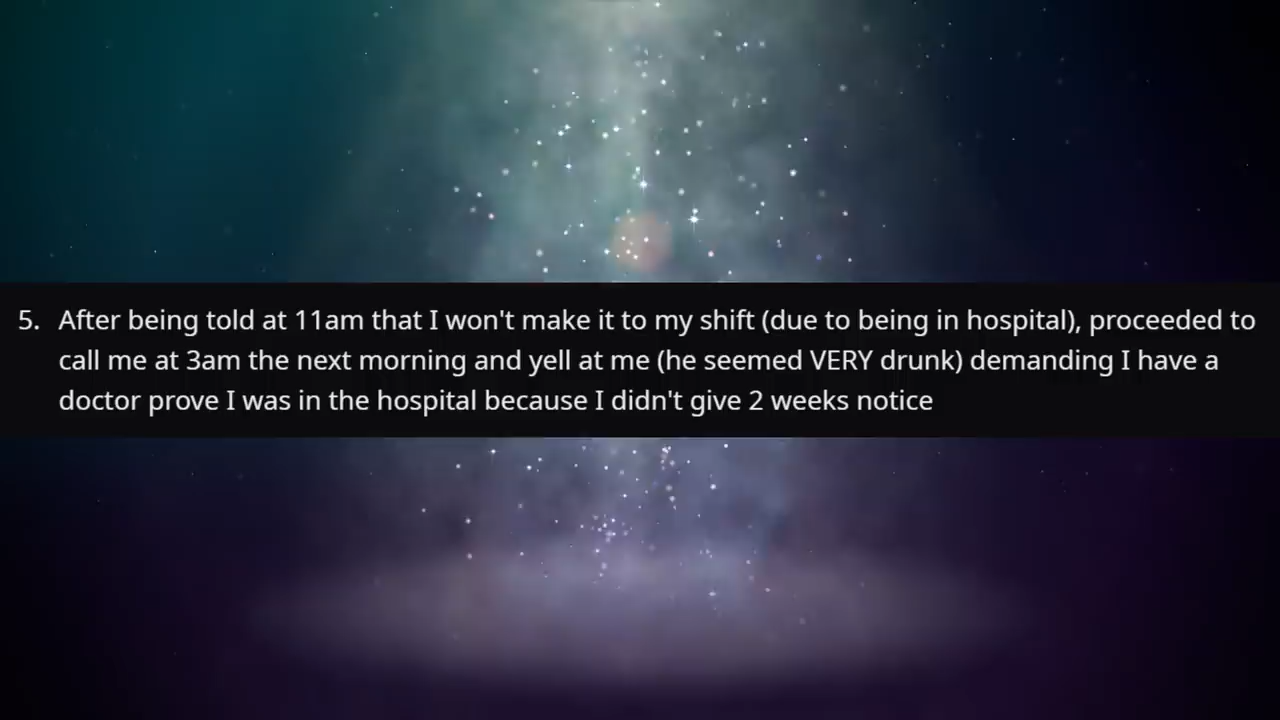 5. After being told at 11am that I won't make it to my shift (due to being in hospital), proceeded to
call me at 3am the next morning and yell at me (he seemed VERY drunk) demanding I have a
doctor prove I was in the hospital because I didn't give 2 weeks notice